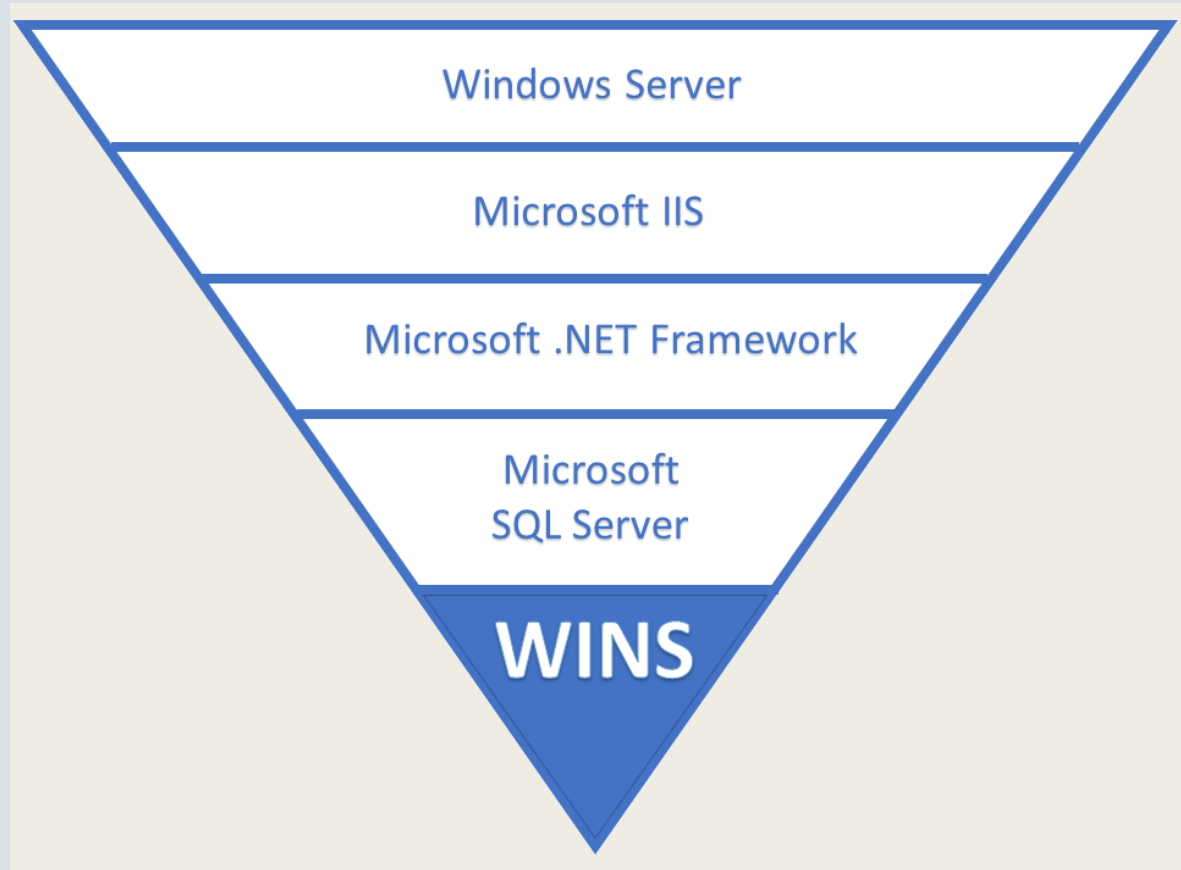 Windows Server
Microsoft IIS
Microsoft .NET Framework
Microsoft
SQL Server
WINS